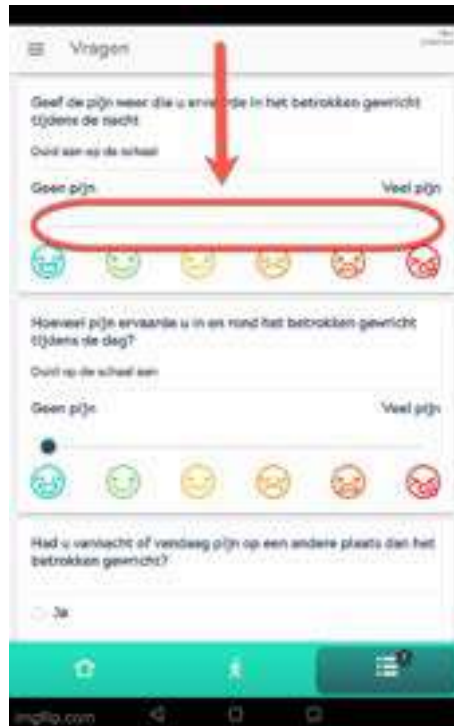 Vragen
Geef de pijn weer die u ervaarde in het betrokken gewricht
tijdens de nacht
Duid aan op de schaal
Geen pijn Veel pijn
Hoeveel pijn ervaarde u in en rond het betrokken gewricht
tijdens de dag?
Duid op de schaal aan
Geen pijn Veel pijn
Had u vannacht of vandaag pijn op een andere plaats dan het
betrokken gewricht?
Ja
imgflip.com